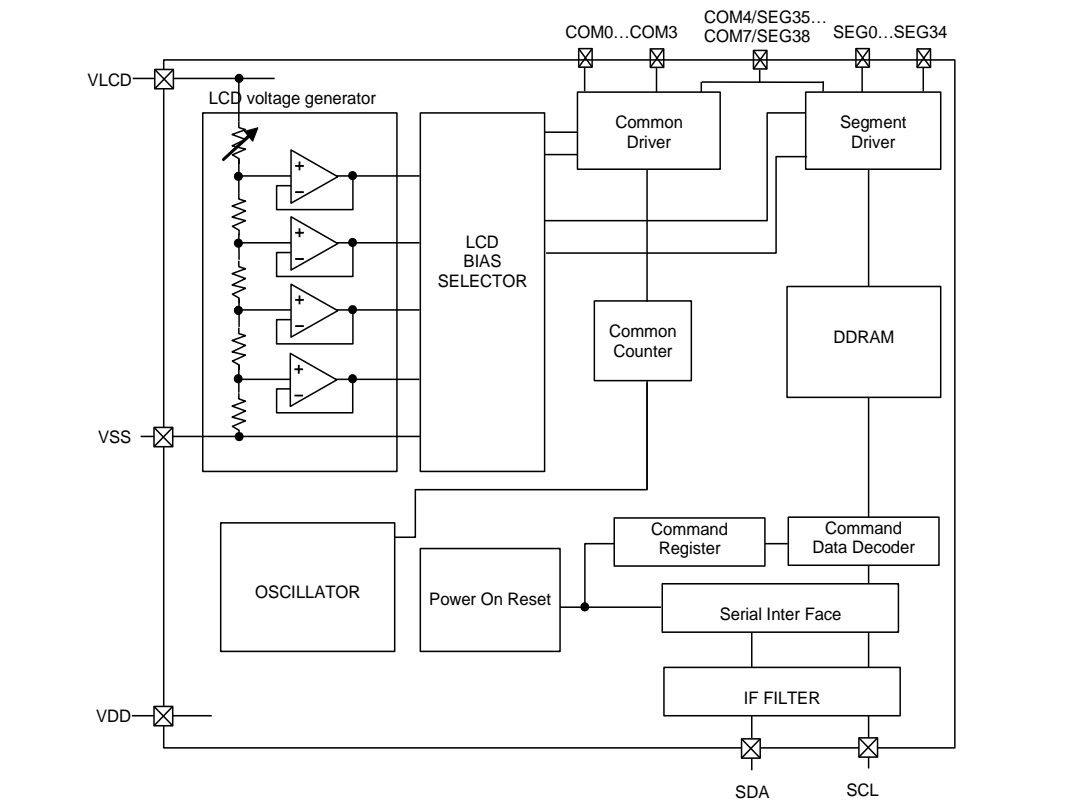 COM4/SEG35…
COM0…COM3
COM7/SEG38
SEG0…SEG34
VLCD
LCD voltage generator
Common
Driver
Segment
Driver
+
−
+
−
+
−
+
−
LCD
BIAS
SELECTOR
Common
Counter
DDRAM
VSS
OSCILLATOR
Power On Reset
Command
Register
Command
Data Decoder
Serial Inter Face
IF FILTER
VDD
SDA
SCL